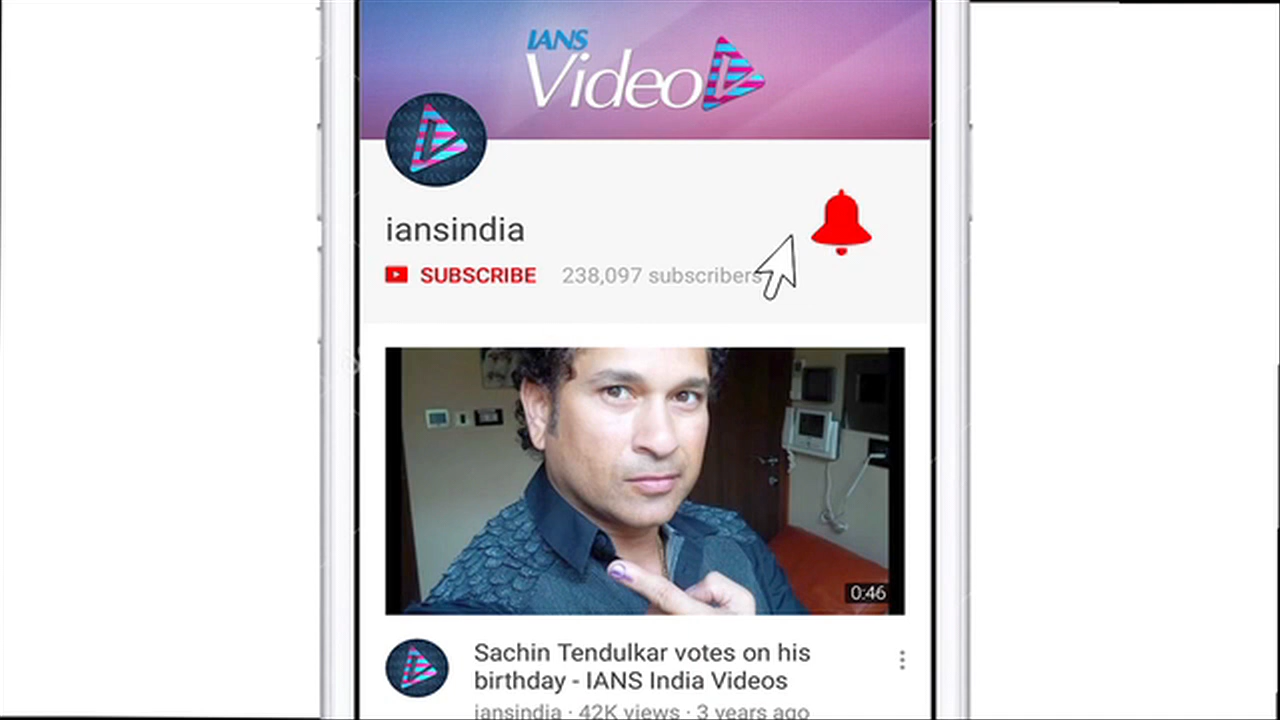 IANS
Video
iansindia
SUBSCRIBE 238,097 subscribers
0:46
Sachin Tendulkar votes on his
birthday - IANS India Videos
iansindia · 42K views · 3 years ago